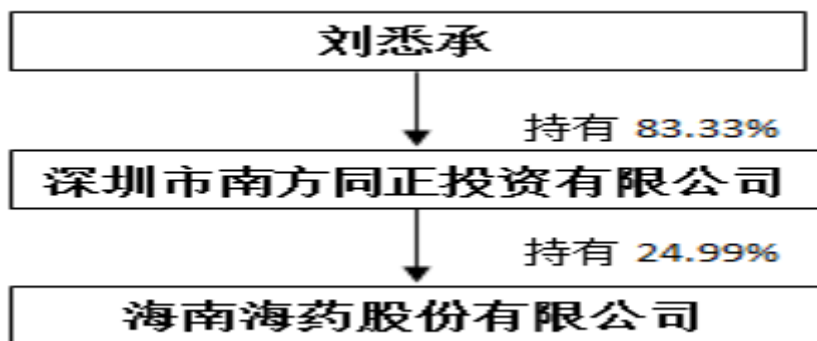 刘悉承
持有 83.33%
深圳市南方同正投资有限公司
持有 24.99%
海南海药股份有限公司